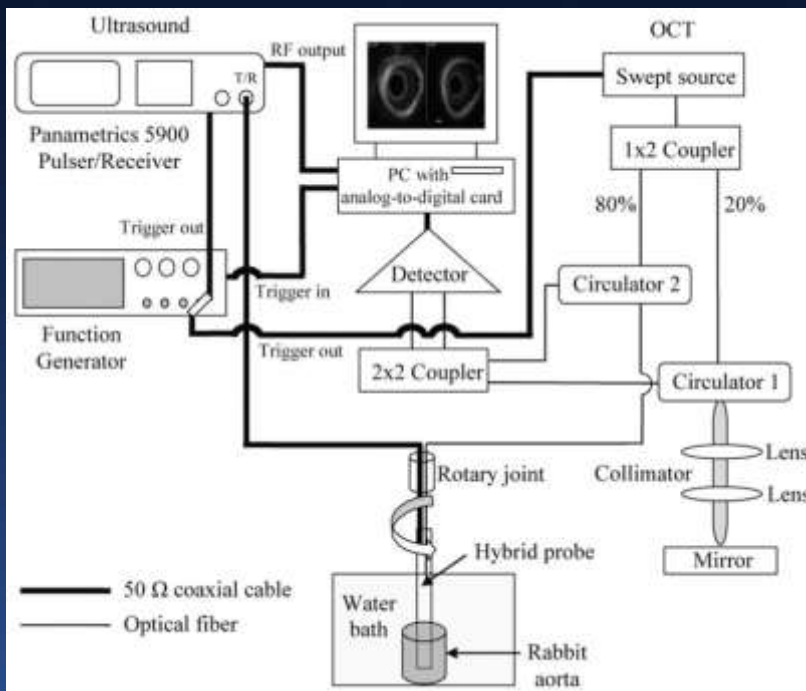 Ultrasound
OCT
RF output
T/R
Swept source
Panametrics 5900
Pulser/Receiver
1x2 Coupler
PC with
analog-to-digital card
80%
20%
Trigger out
Detector
Circulator 2
Trigger in
Function
Generator
Trigger out
2x2 Coupler
Circulator 1
Lens
Collimator
Rotary joint
Lens
Hybrid probe
Mirror
50 Ω coaxial cable
Water
bath
Optical fiber
Rabbit
aorta